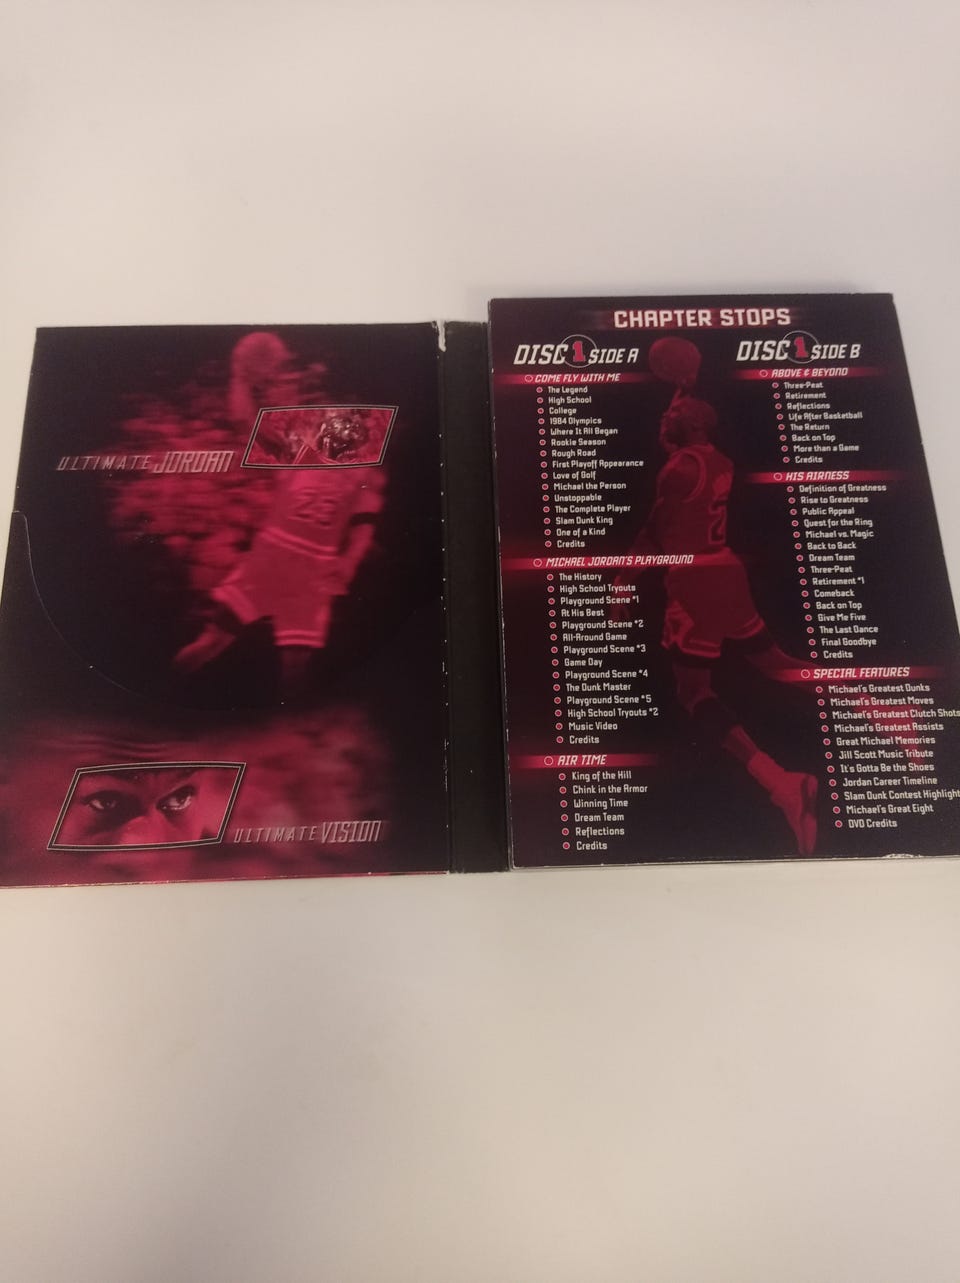 ULTIMATE JORDAN
ULTIMATE VISION
CHAPTER STOPS
DISC 1 SIDE A
COME FLY WITH ME
The Legend
High School
College
1984 Olympics
Where It All Began
Rookie Season
Rough Road
First Playoff Appearance
Love of Golf
Michael the Person
Unstoppable
The Complete Player
Slam Dunk King
One of a Kind
Credits
MICHAEL JORDAN'S PLAYGROUND
The History
High School Tryouts
Playground Scene #1
At His Best
Playground Scene #2
All-Around Game
Playground Scene #3
Game Day
Playground Scene #4
The Dunk Master
Playground Scene #5
High School Tryouts #2
Music Video
Credits
AIR TIME
King of the Hill
Chink in the Armor
Winning Time
Dream Team
Reflections
Credits
DISC 1 SIDE B
ABOVE & BEYOND
Three-Peat
Retirement
Reflections
Life After Basketball
The Return
Back on Top
More than a Game
Credits
HIS AIRNESS
Definition of Greatness
Rise to Greatness
Public Appeal
Quest for the Ring
Michael vs. Magic
Back to Back
Dream Team
Three-Peat
Retirement #1
Comeback
Back on Top
Give Me Five
The Last Dance
Final Goodbye
Credits
SPECIAL FEATURES
Michael's Greatest Dunks
Michael's Greatest Moves
Michael's Greatest Clutch Shots
Michael's Greatest Assists
Great Michael Memories
Jill Scott Music Tribute
It's Gotta Be the Shoes
Jordan Career Timeline
Slam Dunk Contest Highlight
Michael's Great Eight
DVD Credits